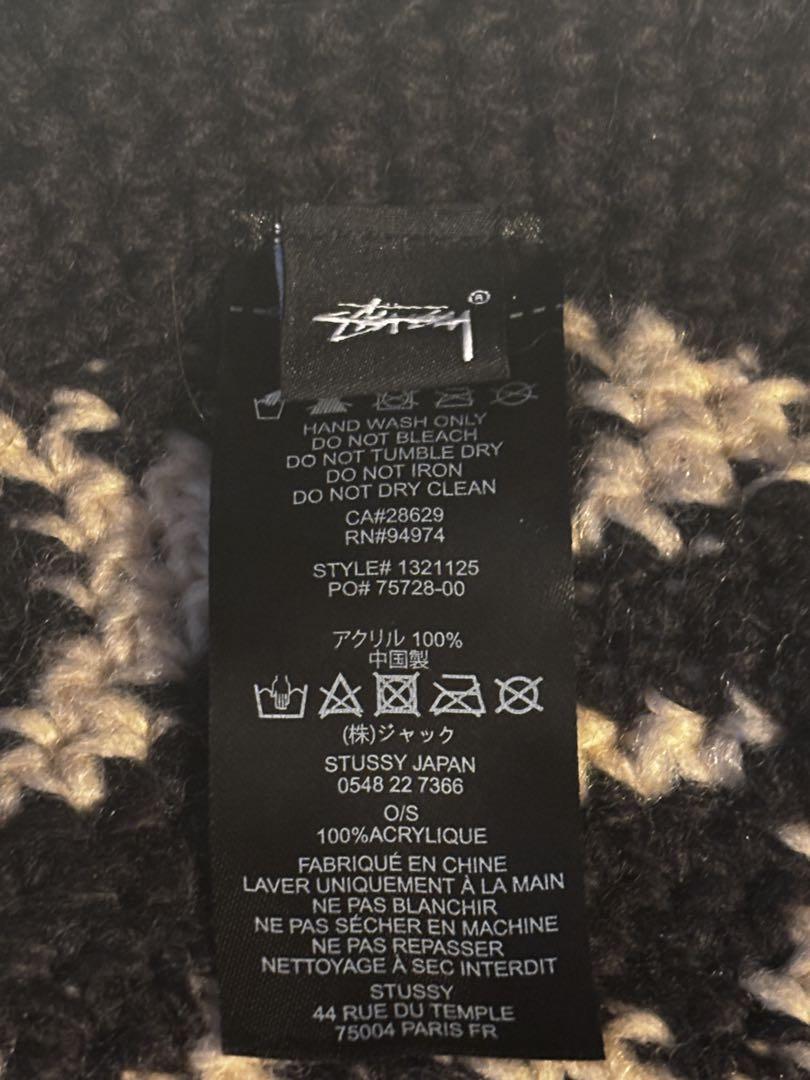 Stüssy®
HAND WASH ONLY
DO NOT BLEACH
DO NOT TUMBLE DRY
DO NOT IRON
DO NOT DRY CLEAN
CA#28629
RN#94974
STYLE# 1321125
PO# 75728-00
アクリル 100%
中国製
(株)ジャック
STUSSY JAPAN
0548 22 7366
O/S
100%ACRYLIQUE
FABRIQUÉ EN CHINE
LAVER UNIQUEMENT À LA MAIN
NE PAS BLANCHIR
NE PAS SÉCHER EN MACHINE
NE PAS REPASSER
NETTOYAGE À SEC INTERDIT
STUSSY
44 RUE DU TEMPLE
75004 PARIS FR